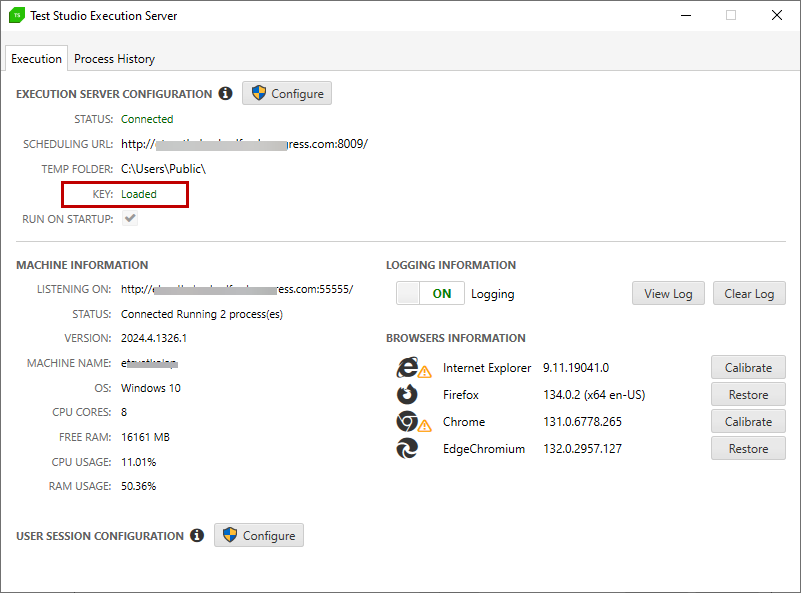 Test Studio Execution Server
Execution
Process History
EXECUTION SERVER CONFIGURATION
Configure
STATUS: Connected
SCHEDULING URL: http:// ress.com:8009/
TEMP FOLDER: C:\Users\Public\
KEY: Loaded
RUN ON STARTUP:
MACHINE INFORMATION
LISTENING ON: http:// ess.com:55555/
STATUS: Connected Running 2 process(es)
VERSION: 2024.4.1326.1
MACHINE NAME:
OS: Windows 10
CPU CORES: 8
FREE RAM: 16161 MB
CPU USAGE: 11.01%
RAM USAGE: 50.36%
LOGGING INFORMATION
ON Logging View Log Clear Log
BROWSERS INFORMATION
Internet Explorer 9.11.19041.0 Calibrate
Firefox 134.0.2 (x64 en-US) Restore
Chrome 131.0.6778.265 Calibrate
EdgeChromium 132.0.2957.127 Restore
USER SESSION CONFIGURATION
Configure